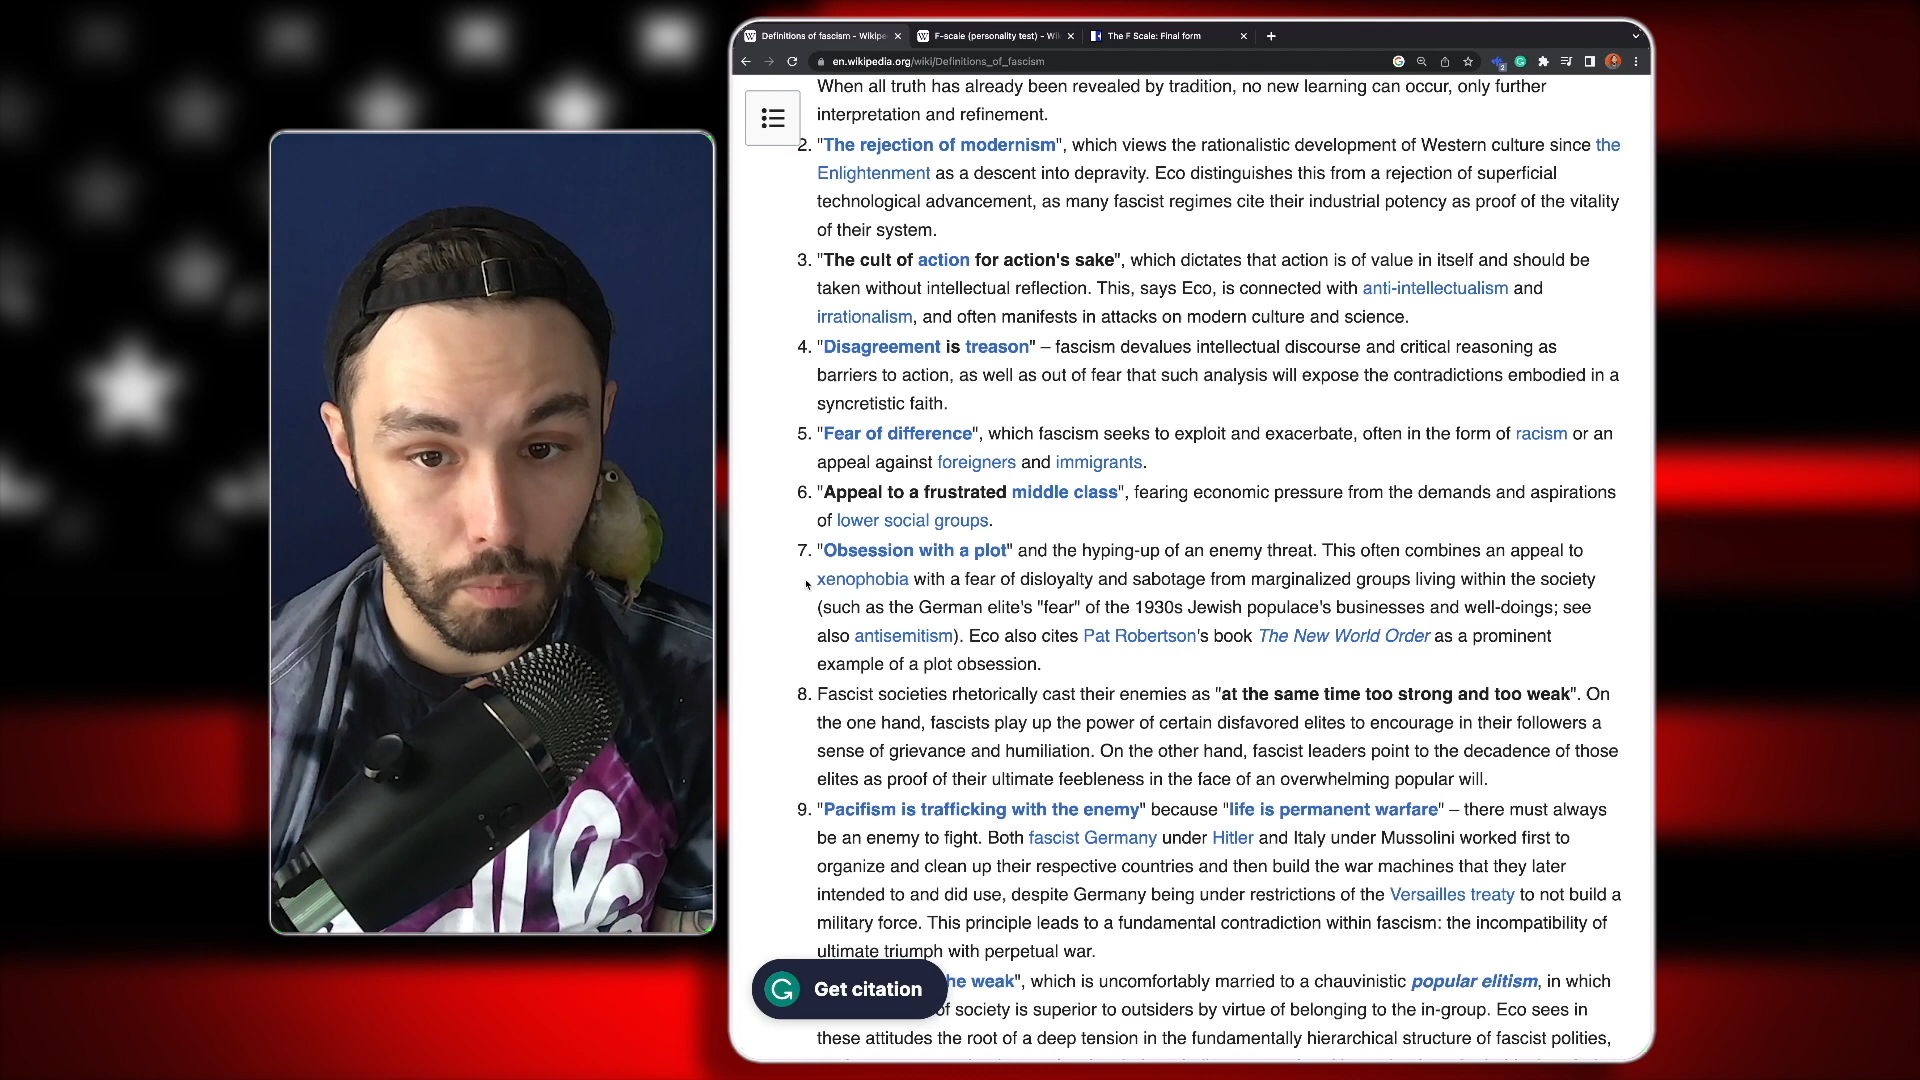 Definitions of fascism - Wikipe
F-scale (personality test) - Wi
The F Scale: Final form
en.wikipedia.org/wiki/Definitions_of_fascism
2
When all truth has already been revealed by tradition, no new learning can occur, only further
interpretation and refinement.
2. "The rejection of modernism", which views the rationalistic development of Western culture since the
Enlightenment as a descent into depravity. Eco distinguishes this from a rejection of superficial
technological advancement, as many fascist regimes cite their industrial potency as proof of the vitality
of their system.
3. "The cult of action for action's sake", which dictates that action is of value in itself and should be
taken without intellectual reflection. This, says Eco, is connected with anti-intellectualism and
irrationalism, and often manifests in attacks on modern culture and science.
4. "Disagreement is treason" – fascism devalues intellectual discourse and critical reasoning as
barriers to action, as well as out of fear that such analysis will expose the contradictions embodied in a
syncretistic faith.
5. "Fear of difference", which fascism seeks to exploit and exacerbate, often in the form of racism or an
appeal against foreigners and immigrants.
6. "Appeal to a frustrated middle class", fearing economic pressure from the demands and aspirations
of lower social groups.
7. "Obsession with a plot" and the hyping-up of an enemy threat. This often combines an appeal to
xenophobia with a fear of disloyalty and sabotage from marginalized groups living within the society
(such as the German elite's "fear" of the 1930s Jewish populace's businesses and well-doings; see
also antisemitism). Eco also cites Pat Robertson's book The New World Order as a prominent
example of a plot obsession.
8. Fascist societies rhetorically cast their enemies as "at the same time too strong and too weak". On
the one hand, fascists play up the power of certain disfavored elites to encourage in their followers a
sense of grievance and humiliation. On the other hand, fascist leaders point to the decadence of those
elites as proof of their ultimate feebleness in the face of an overwhelming popular will.
9. "Pacifism is trafficking with the enemy" because "life is permanent warfare" – there must always
be an enemy to fight. Both fascist Germany under Hitler and Italy under Mussolini worked first to
organize and clean up their respective countries and then build the war machines that they later
intended to and did use, despite Germany being under restrictions of the Versailles treaty to not build a
military force. This principle leads to a fundamental contradiction within fascism: the incompatibility of
ultimate triumph with perpetual war.
he weak", which is uncomfortably married to a chauvinistic popular elitism, in which
Get citation
of society is superior to outsiders by virtue of belonging to the in-group. Eco sees in
these attitudes the root of a deep tension in the fundamentally hierarchical structure of fascist polities,